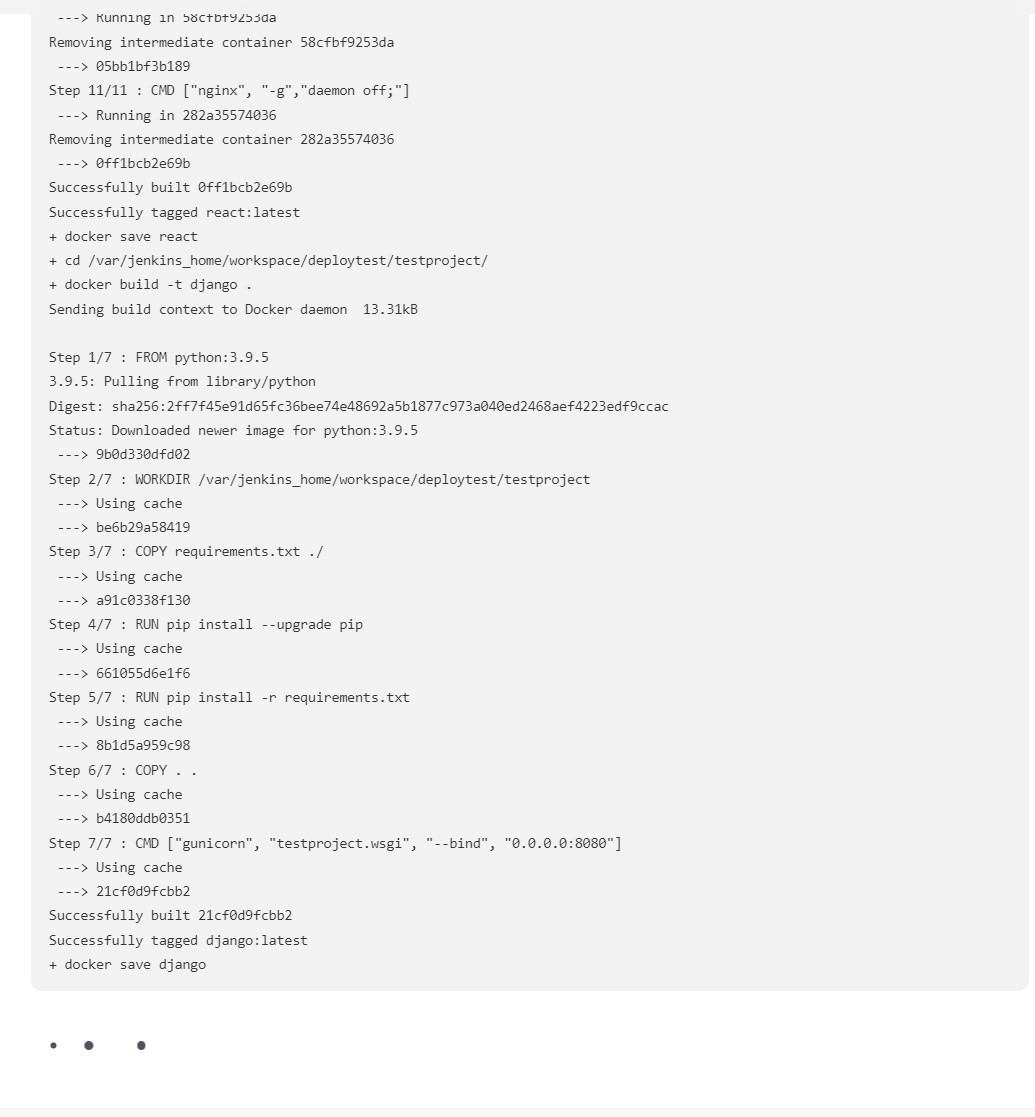 ---> Running in 58cfbf9253da
Removing intermediate container 58cfbf9253da
---> 05bb1bf3b189
Step 11/11 : CMD ["nginx", "-g","daemon off;"]
---> Running in 282a35574036
Removing intermediate container 282a35574036
---> 0ff1bcb2e69b
Successfully built 0ff1bcb2e69b
Successfully tagged react:latest
+ docker save react
+ cd /var/jenkins_home/workspace/deploytest/testproject/
+ docker build -t django .
Sending build context to Docker daemon  13.31kB
Step 1/7 : FROM python:3.9.5
3.9.5: Pulling from library/python
Digest: sha256:2ff7f45e91d65fc36bee74e48692a5b1877c973a040ed2468aef4223edf9ccac
Status: Downloaded newer image for python:3.9.5
---> 9b0d330dfd02
Step 2/7 : WORKDIR /var/jenkins_home/workspace/deploytest/testproject
---> Using cache
---> be6b29a58419
Step 3/7 : COPY requirements.txt ./
---> Using cache
---> a91c0338f130
Step 4/7 : RUN pip install --upgrade pip
---> Using cache
---> 661055d6e1f6
Step 5/7 : RUN pip install -r requirements.txt
---> Using cache
---> 8b1d5a959c98
Step 6/7 : COPY . .
---> Using cache
---> b4180ddb0351
Step 7/7 : CMD ["gunicorn", "testproject.wsgi", "--bind", "0.0.0.0:8080"]
---> Using cache
---> 21cf0d9fcbb2
Successfully built 21cf0d9fcbb2
Successfully tagged django:latest
+ docker save django